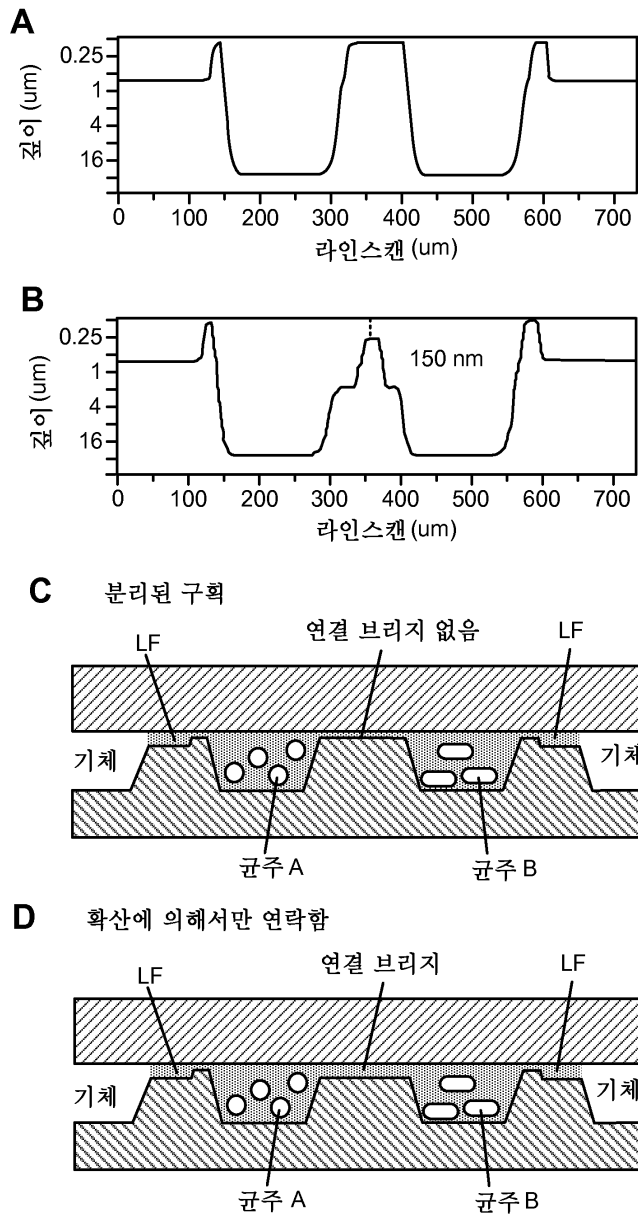 A
깊이 (um)
0.25
1
4
16
0 100 200 300 400 500 600 700
라인스캔 (um)
B
깊이 (um)
0.25
1
4
16
150 nm
0 100 200 300 400 500 600 700
라인스캔 (um)
C 분리된 구획
LF 연결 브리지 없음 LF
기체 기체
균주 A 균주 B
D 확산에 의해서만 연락함
LF 연결 브리지 LF
기체 기체
균주 A 균주 B